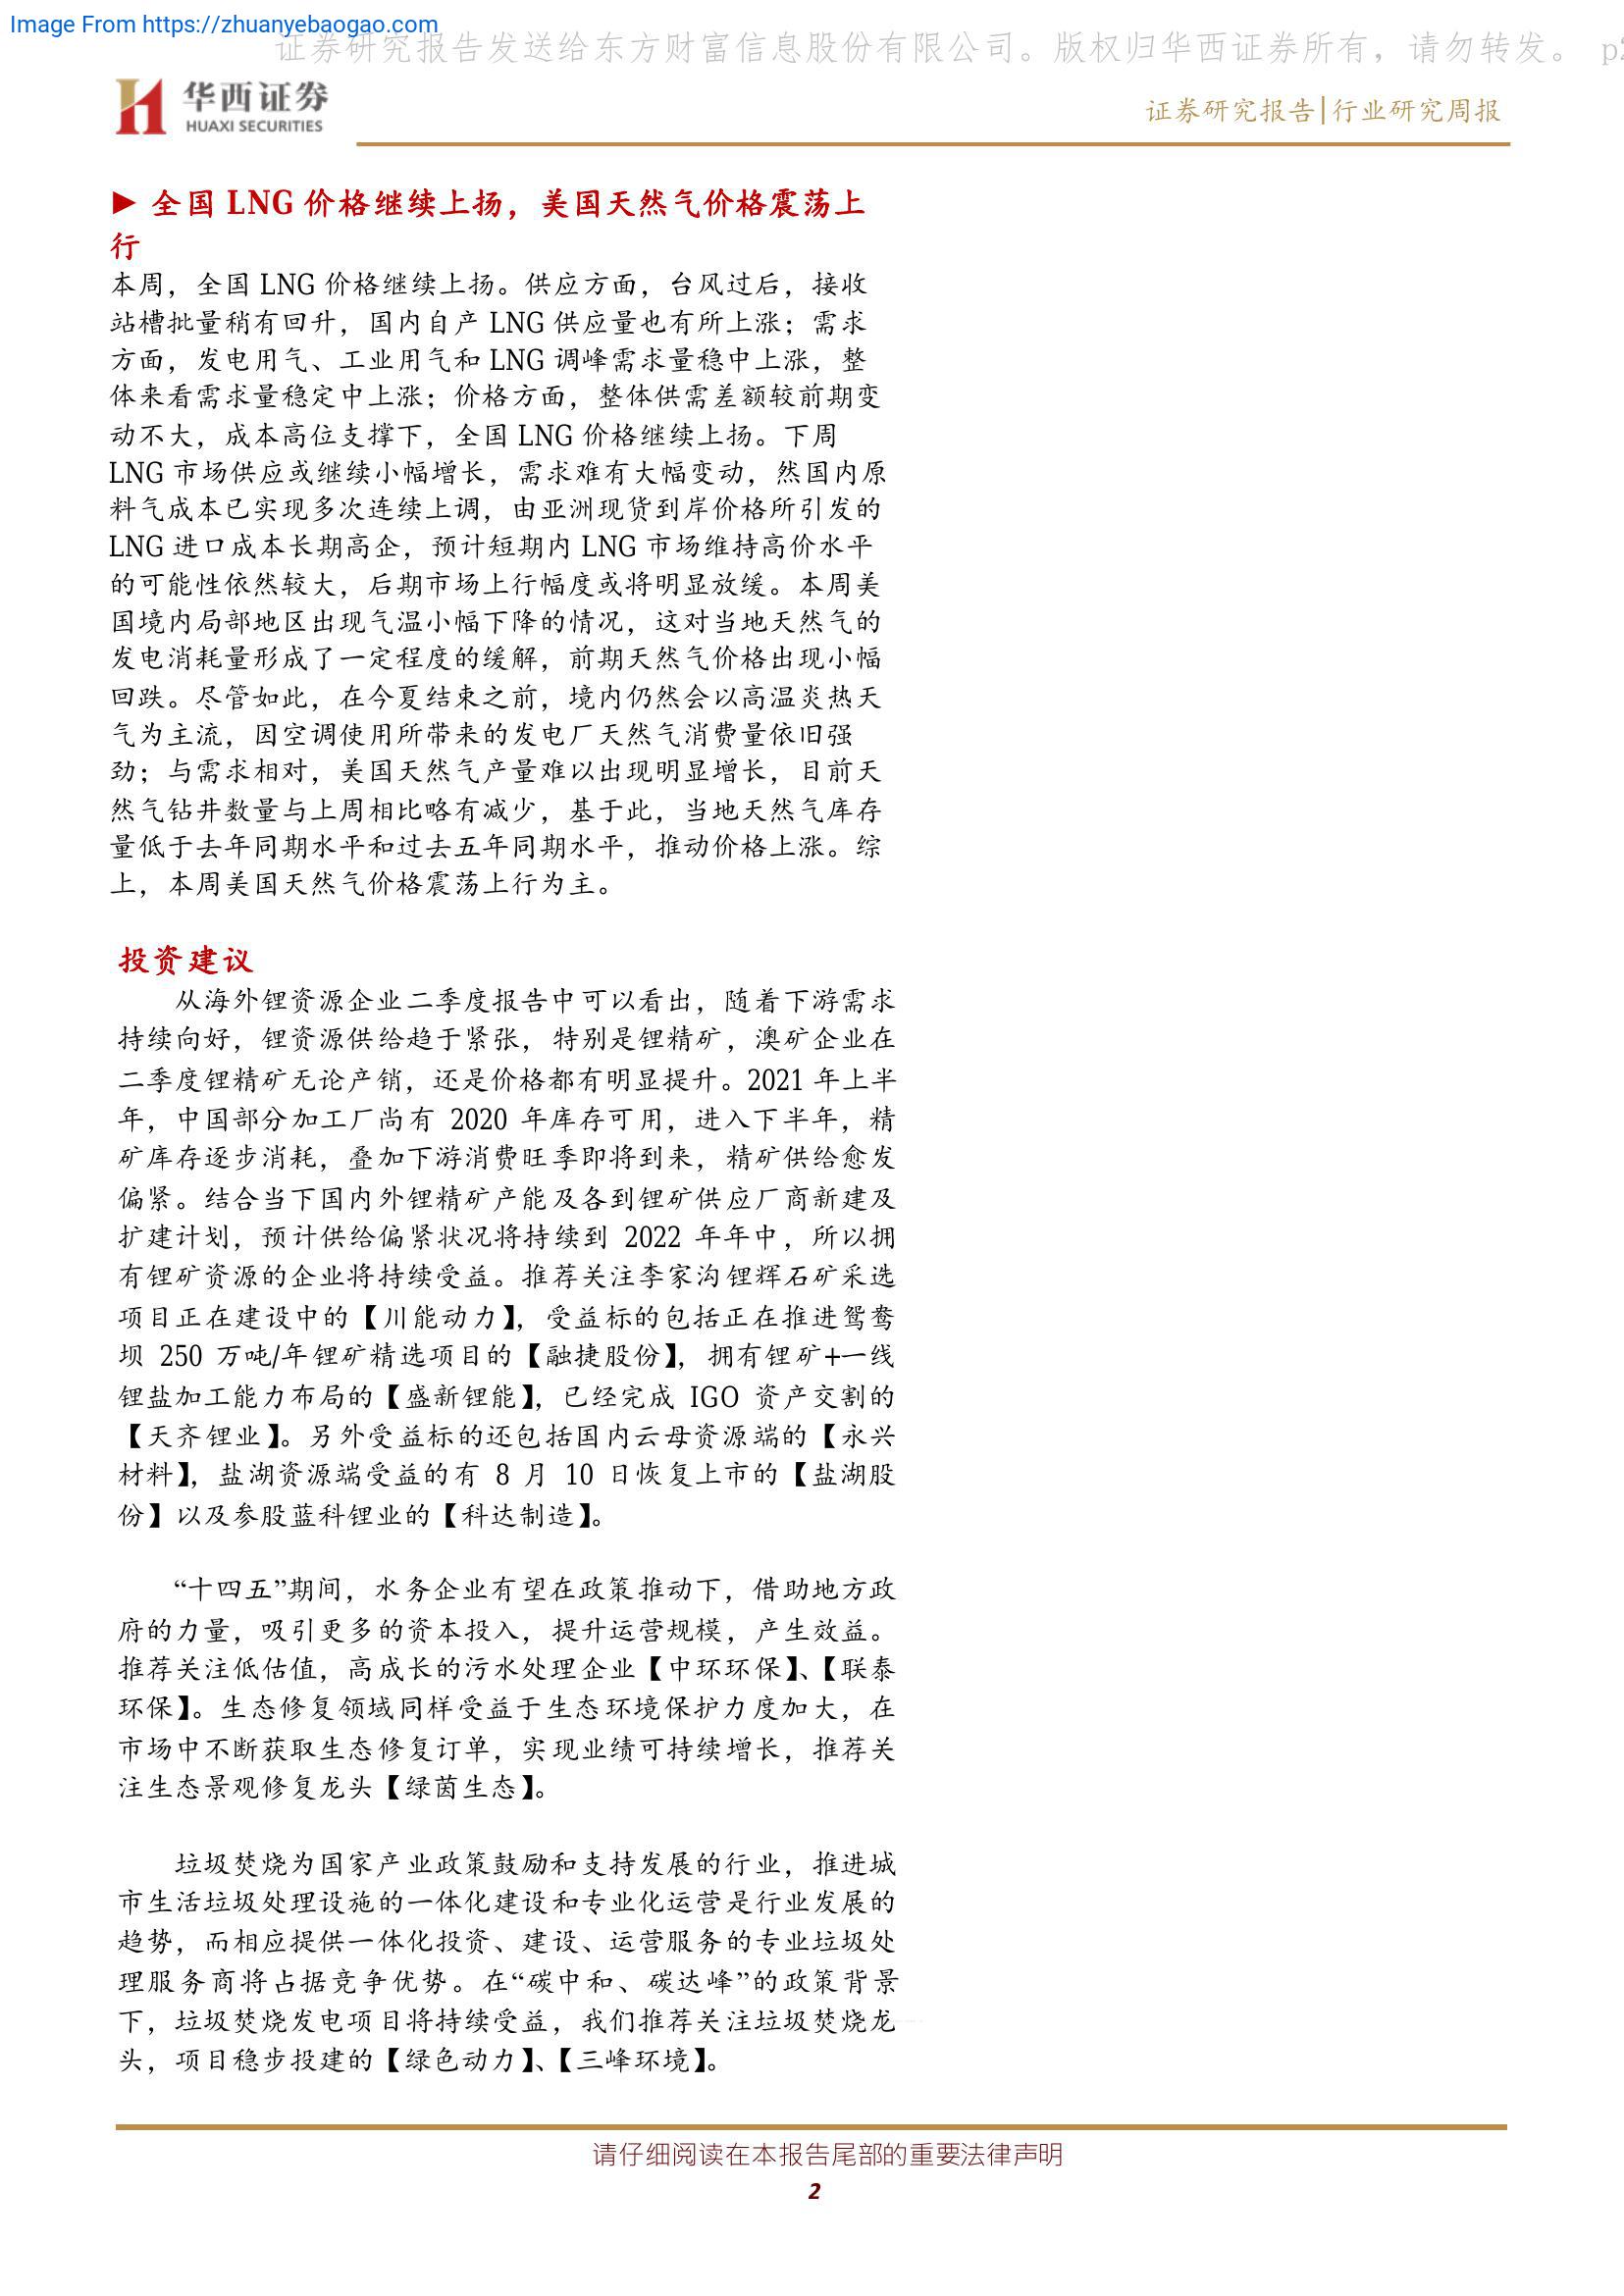 Image From https://zhuanyebaogao.com
证券研究报告发送给东方财富信息股份有限公司。版权归华西证券所有，请勿转发。 p2
华西证券
HUAXI SECURITIES
证券研究报告|行业研究周报
► 全国 LNG 价格继续上扬，美国天然气价格震荡上
行
本周，全国 LNG 价格继续上扬。供应方面，台风过后，接收
站槽批量稍有回升，国内自产 LNG 供应量也有所上涨；需求
方面，发电用气、工业用气和 LNG 调峰需求量稳中上涨，整
体来看需求量稳定中上涨；价格方面，整体供需差额较前期变
动不大，成本高位支撑下，全国 LNG 价格继续上扬。下周
LNG 市场供应或继续小幅增长，需求难有大幅变动，然国内原
料气成本已实现多次连续上调，由亚洲现货到岸价格所引发的
LNG 进口成本长期高企，预计短期内 LNG 市场维持高价水平
的可能性依然较大，后期市场上行幅度或将明显放缓。本周美
国境内局部地区出现气温小幅下降的情况，这对当地天然气的
发电消耗量形成了一定程度的缓解，前期天然气价格出现小幅
回跌。尽管如此，在今夏结束之前，境内仍然会以高温炎热天
气为主流，因空调使用所带来的发电厂天然气消费量依旧强
劲；与需求相对，美国天然气产量难以出现明显增长，目前天
然气钻井数量与上周相比略有减少，基于此，当地天然气库存
量低于去年同期水平和过去五年同期水平，推动价格上涨。综
上，本周美国天然气价格震荡上行为主。
投资建议
从海外锂资源企业二季度报告中可以看出，随着下游需求
持续向好，锂资源供给趋于紧张，特别是锂精矿，澳矿企业在
二季度锂精矿无论产销，还是价格都有明显提升。2021 年上半
年，中国部分加工厂尚有 2020 年库存可用，进入下半年，精
矿库存逐步消耗，叠加下游消费旺季即将到来，精矿供给愈发
偏紧。结合当下国内外锂精矿产能及各到锂矿供应厂商新建及
扩建计划，预计供给偏紧状况将持续到 2022 年年中，所以拥
有锂矿资源的企业将持续受益。推荐关注李家沟锂辉石矿采选
项目正在建设中的【川能动力】，受益标的包括正在推进鸳鸯
坝 250 万吨/年锂矿精选项目的【融捷股份】，拥有锂矿+一线
锂盐加工能力布局的【盛新锂能】，已经完成 IGO 资产交割的
【天齐锂业】。另外受益标的还包括国内云母资源端的【永兴
材料】，盐湖资源端受益的有 8 月 10 日恢复上市的【盐湖股
份】以及参股蓝科锂业的【科达制造】。
“十四五”期间，水务企业有望在政策推动下，借助地方政
府的力量，吸引更多的资本投入，提升运营规模，产生效益。
推荐关注低估值，高成长的污水处理企业【中环环保】、【联泰
环保】。生态修复领域同样受益于生态环境保护力度加大，在
市场中不断获取生态修复订单，实现业绩可持续增长，推荐关
注生态景观修复龙头【绿茵生态】。
垃圾焚烧为国家产业政策鼓励和支持发展的行业，推进城
市生活垃圾处理设施的一体化建设和专业化运营是行业发展的
趋势，而相应提供一体化投资、建设、运营服务的专业垃圾处
理服务商将占据竞争优势。在“碳中和、碳达峰”的政策背景
下，垃圾焚烧发电项目将持续受益，我们推荐关注垃圾焚烧龙
头，项目稳步投建的【绿色动力】、【三峰环境】。
请仔细阅读在本报告尾部的重要法律声明
2